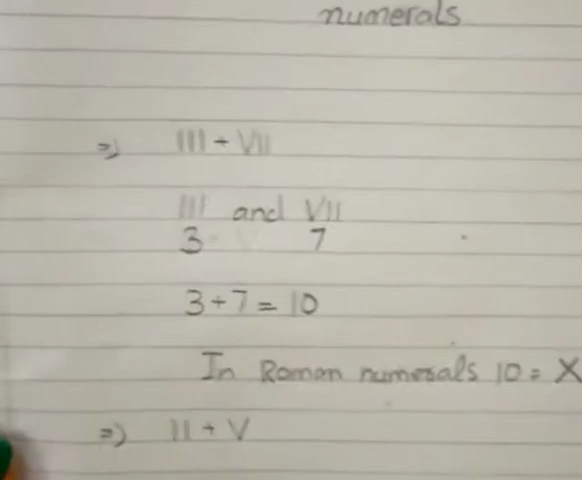 numerals
⇒ III + VII
III and VII
3 7
3 + 7 = 10
In Roman numerals 10 = X
⇒ II + V